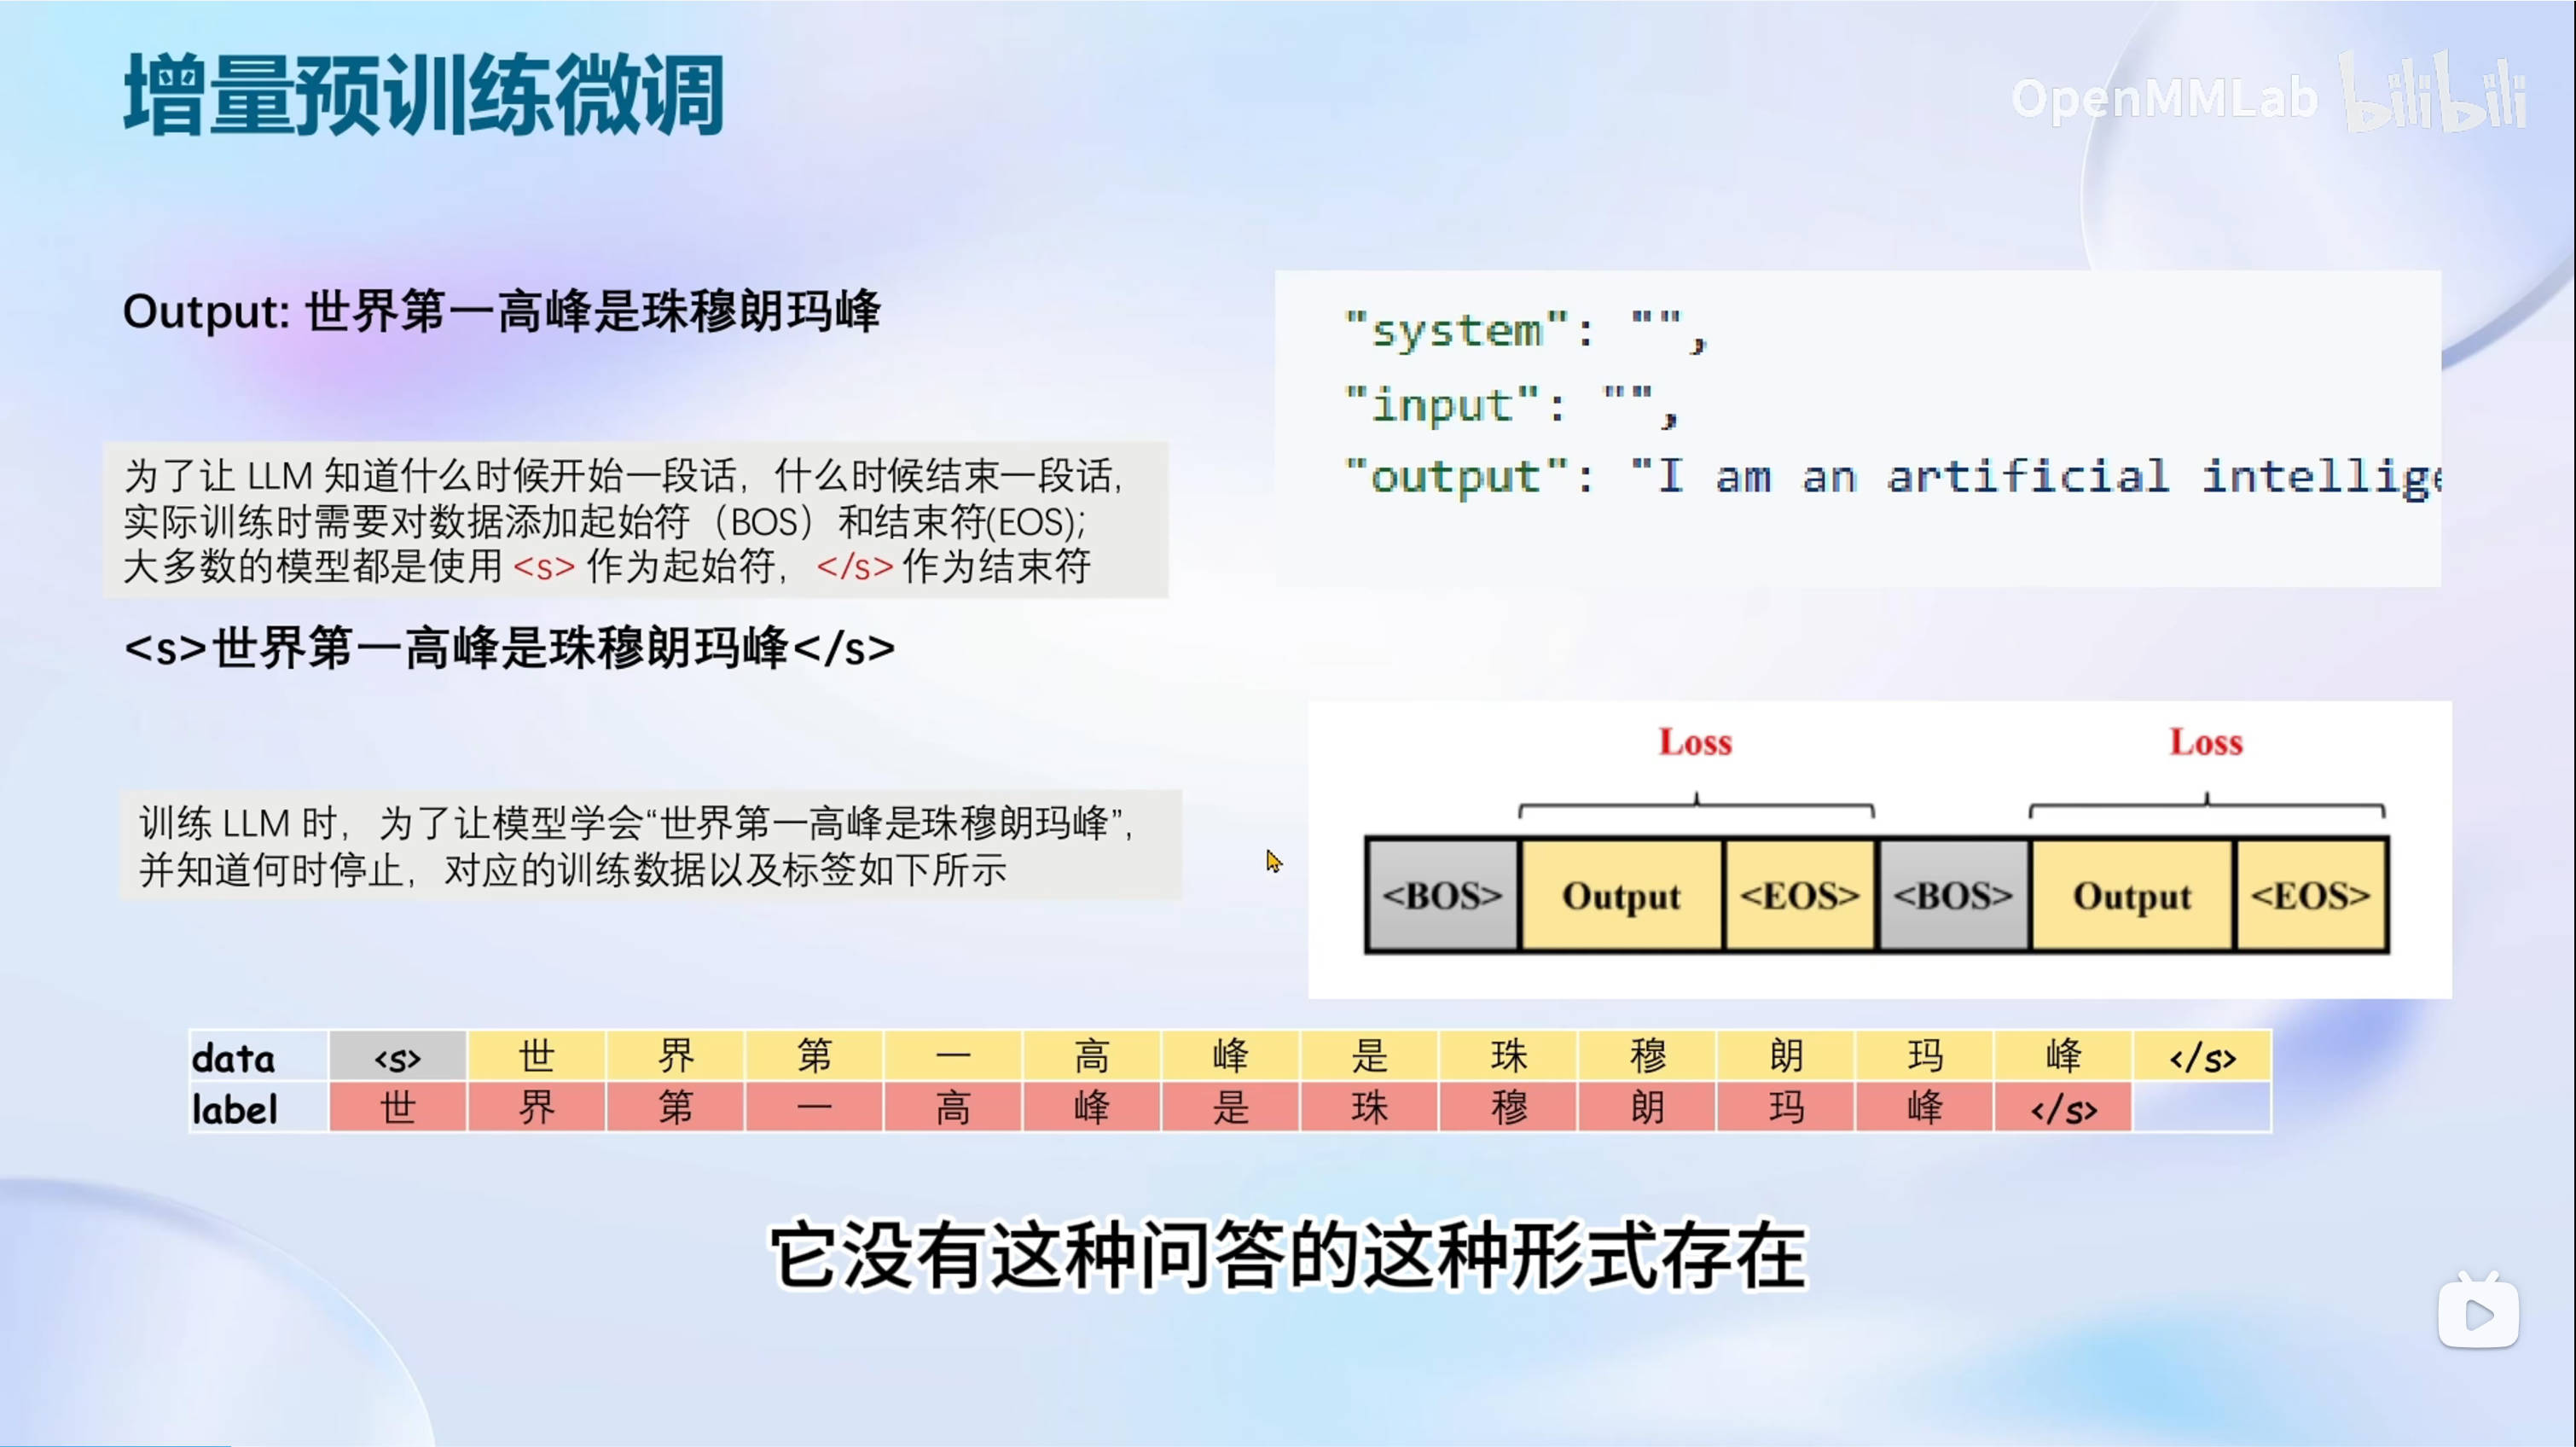 增量预训练微调
OpenMMLab bilibili
Output: 世界第一高峰是珠穆朗玛峰
"system": "",
"input": "",
"output": "I am an artificial intellige
为了让 LLM 知道什么时候开始一段话，什么时候结束一段话,
实际训练时需要对数据添加起始符（BOS）和结束符(EOS);
大多数的模型都是使用 <s> 作为起始符，</s> 作为结束符
<s>世界第一高峰是珠穆朗玛峰</s>
训练 LLM 时，为了让模型学会“世界第一高峰是珠穆朗玛峰”,
并知道何时停止，对应的训练数据以及标签如下所示
Loss Loss
<BOS> Output <EOS> <BOS> Output <EOS>
data <s> 世 界 第 一 高 峰 是 珠 穆 朗 玛 峰 </s>
label 世 界 第 一 高 峰 是 珠 穆 朗 玛 峰 </s>
它没有这种问答的这种形式存在